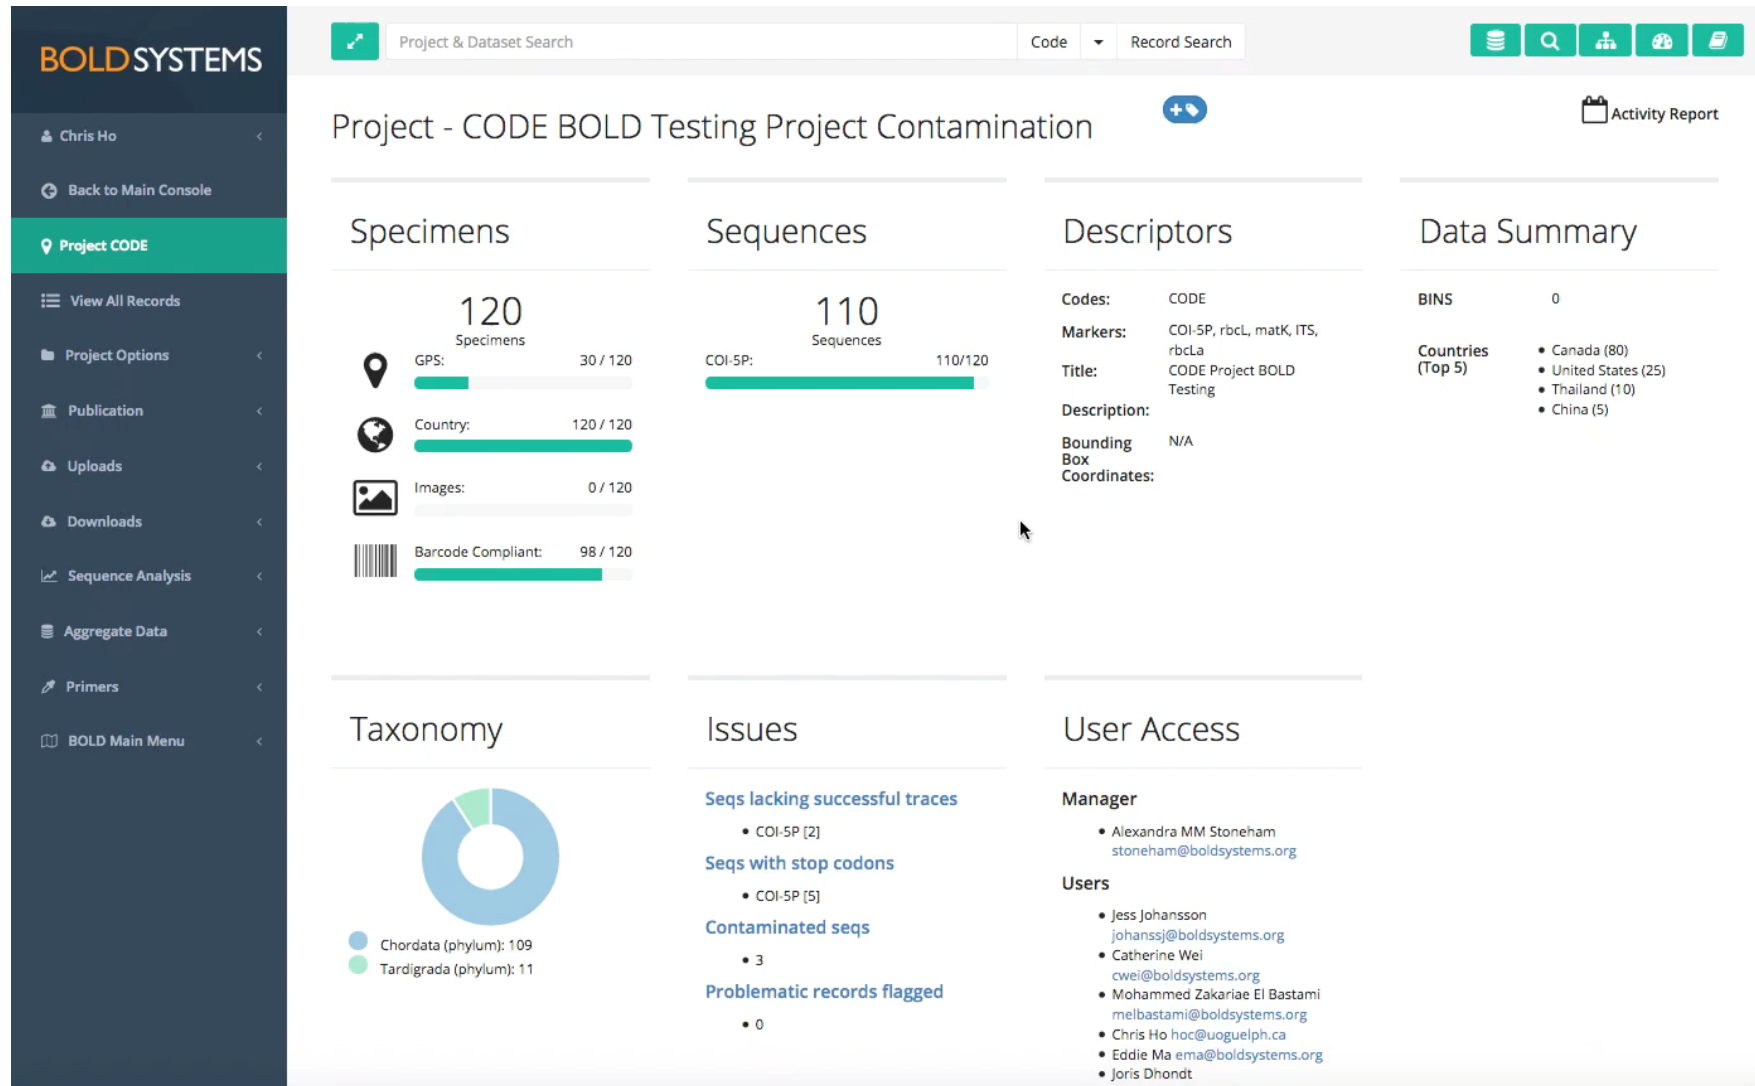 BOLDSYSTEMS
Chris Ho
Back to Main Console
Project CODE
View All Records
Project Options
Publication
Uploads
Downloads
Sequence Analysis
Aggregate Data
Primers
BOLD Main Menu
Project & Dataset Search
Code
Record Search
Project - CODE BOLD Testing Project Contamination
Activity Report
Specimens
120
Specimens
GPS: 30 / 120
Country: 120 / 120
Images: 0 / 120
Barcode Compliant: 98 / 120
Sequences
110
Sequences
COI-5P: 110/120
Descriptors
Codes: CODE
Markers: COI-5P, rbcL, matK, ITS,
rbcLa
Title: CODE Project BOLD
Testing
Description:
Bounding N/A
Box
Coordinates:
Data Summary
BINS 0
Countries
(Top 5)
• Canada (80)
• United States (25)
• Thailand (10)
• China (5)
Taxonomy
Chordata (phylum): 109
Tardigrada (phylum): 11
Issues
Seqs lacking successful traces
• COI-5P [2]
Seqs with stop codons
• COI-5P [5]
Contaminated seqs
• 3
Problematic records flagged
• 0
User Access
Manager
• Alexandra MM Stoneham
stoneham@boldsystems.org
Users
• Jess Johansson
johanssj@boldsystems.org
• Catherine Wei
cwei@boldsystems.org
• Mohammed Zakariae El Bastami
melbastami@boldsystems.org
• Chris Ho hoc@uoguelph.ca
• Eddie Ma ema@boldsystems.org
• Joris Dhondt